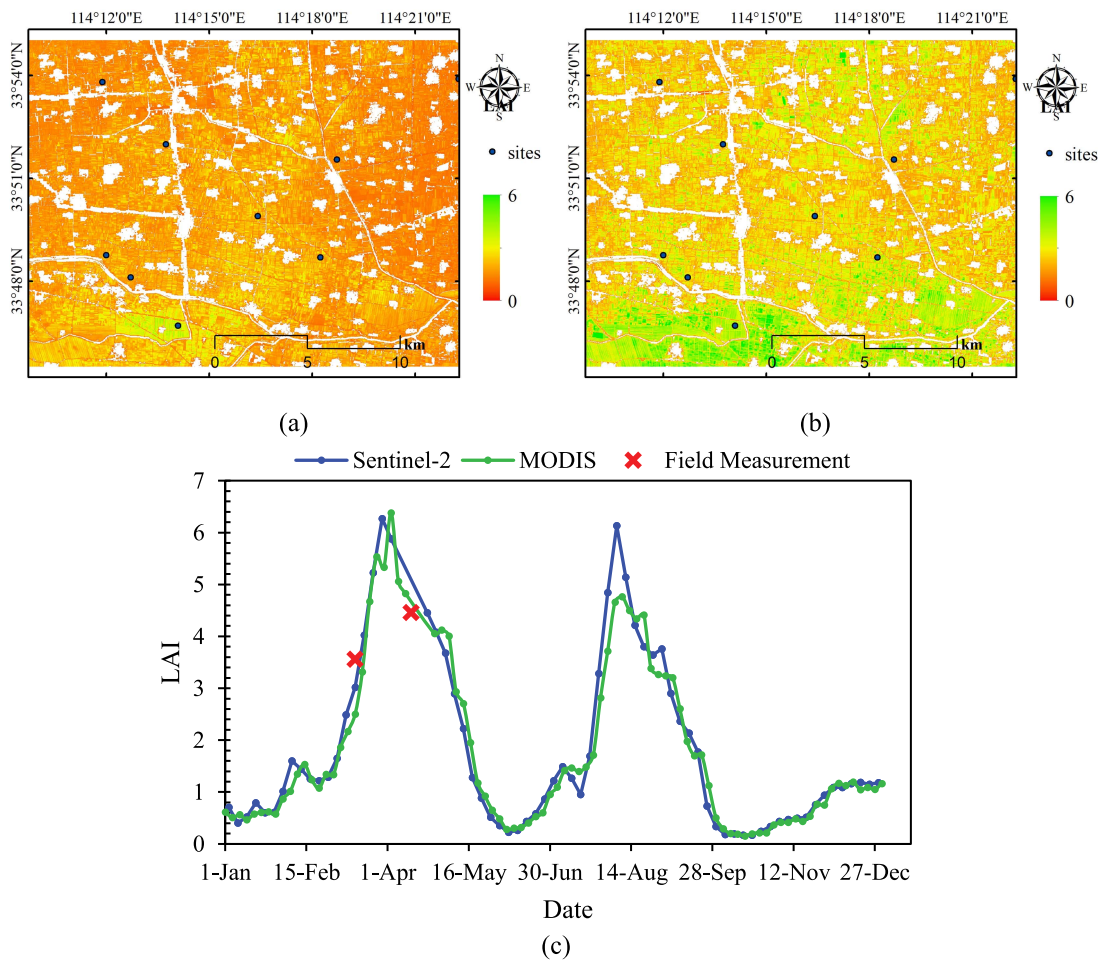 114°12'0"E 114°15'0"E 114°18'0"E 114°21'0"E
33°54'0"N
33°51'0"N
33°48'0"N
N
W E
S
LAI
sites
6
0
km
0 5 10
(a)
114°12'0"E 114°15'0"E 114°18'0"E 114°21'0"E
33°54'0"N
33°51'0"N
33°48'0"N
N
W E
S
LAI
sites
6
0
km
0 5 10
(b)
Sentinel-2 MODIS Field Measurement
LAI
7
6
5
4
3
2
1
0
1-Jan 15-Feb 1-Apr 16-May 30-Jun 14-Aug 28-Sep 12-Nov 27-Dec
Date
(c)